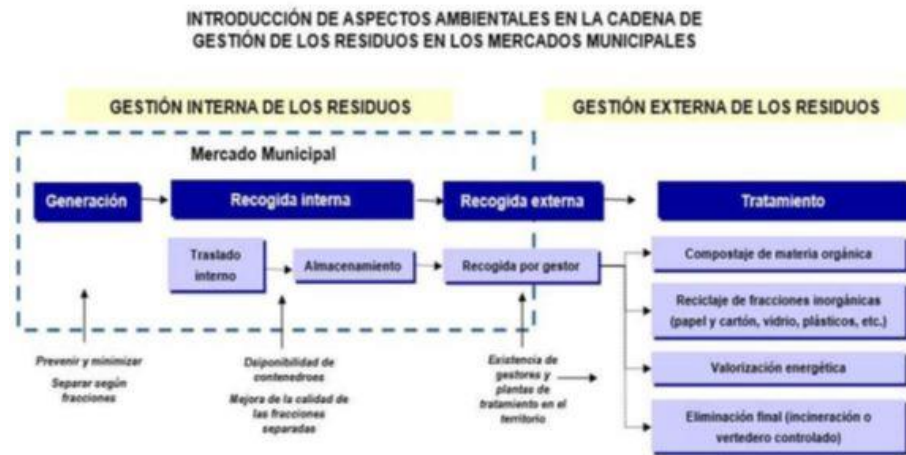 INTRODUCCIÓN DE ASPECTOS AMBIENTALES EN LA CADENA DE
GESTIÓN DE LOS RESIDUOS EN LOS MERCADOS MUNICIPALES
GESTIÓN INTERNA DE LOS RESIDUOS
GESTIÓN EXTERNA DE LOS RESIDUOS
Mercado Municipal
Generación
Recogida interna
Recogida externa
Tratamiento
Traslado
interno
Almacenamiento
Recogida por gestor
Compostaje de materia orgánica
Reciclaje de fracciones inorgánicas
(papel y cartón, vidrio, plásticos, etc.)
Valorización energética
Eliminación final (incineración o
vertedero controlado)
Prevenir y minimizar
Separar según
fracciones
Dsiponibilidad de
contenedroes
Mejora de la calidad de
las fracciones
separadas
Existencia de
gestores y
plantas de
tratamiento en el
territorio